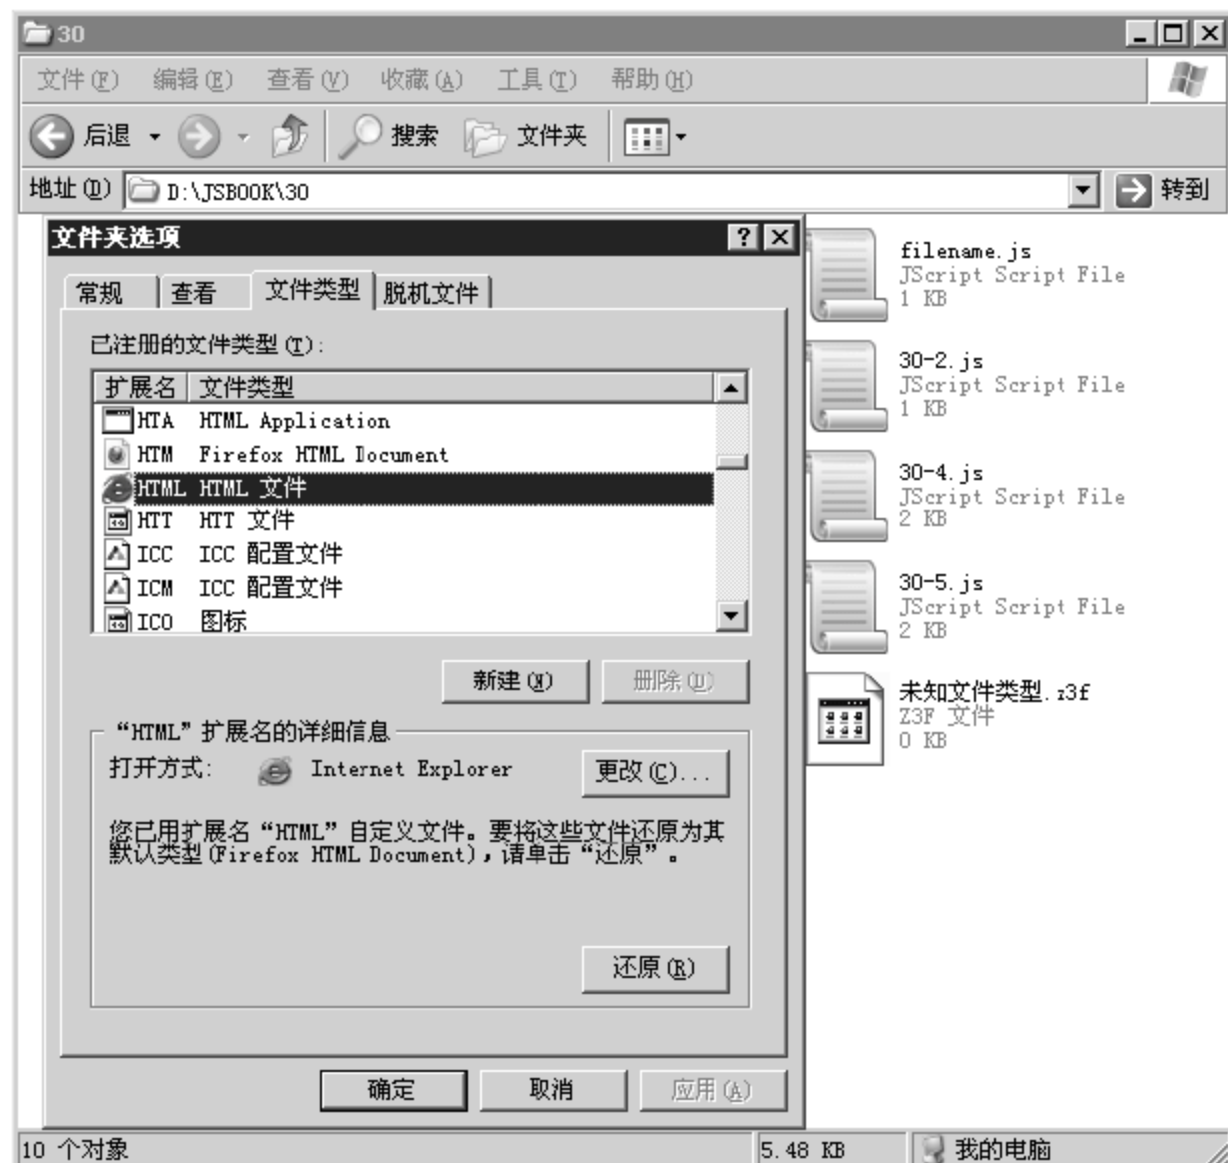 30
文件(F) 编辑(E) 查看(V) 收藏(A) 工具(T) 帮助(H)
后退 搜索 文件夹
地址(D) D:\JSBOOK\30 转到
文件夹选项
常规 查看 文件类型 脱机文件
已注册的文件类型(T):
扩展名 文件类型
HTA HTML Application
HTM Firefox HTML Document
HTML HTML 文件
HTT HTT 文件
ICC ICC 配置文件
ICM ICC 配置文件
ICO 图标
新建(N) 删除(D)
“HTML”扩展名的详细信息
打开方式: Internet Explorer 更改(C)...
您已用扩展名“HTML”自定义文件。要将这些文件还原为其
默认类型(Firefox HTML Document),请单击“还原”。
还原(R)
确定 取消 应用(A)
filename.js
JScript Script File
1 KB
30-2.js
JScript Script File
1 KB
30-4.js
JScript Script File
2 KB
30-5.js
JScript Script File
2 KB
未知文件类型.z3f
Z3F 文件
0 KB
10 个对象 5.48 KB 我的电脑